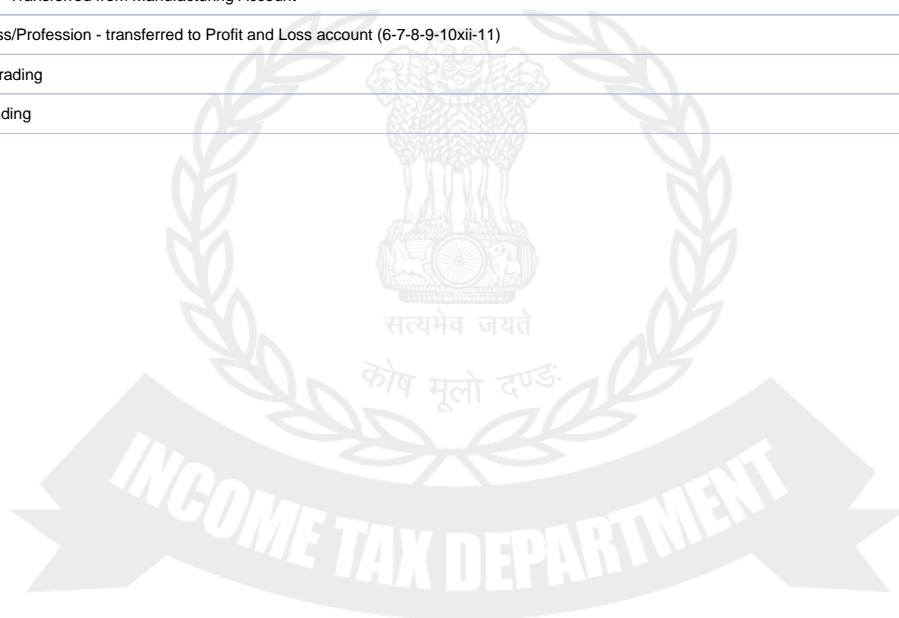 Transferred from Manufacturing Account
ss/Profession - transferred to Profit and Loss account (6-7-8-9-10xii-11)
rading
ding
सत्यमेव जयते
कोष मूलो दण्डः
INCOME TAX DEPARTMENT